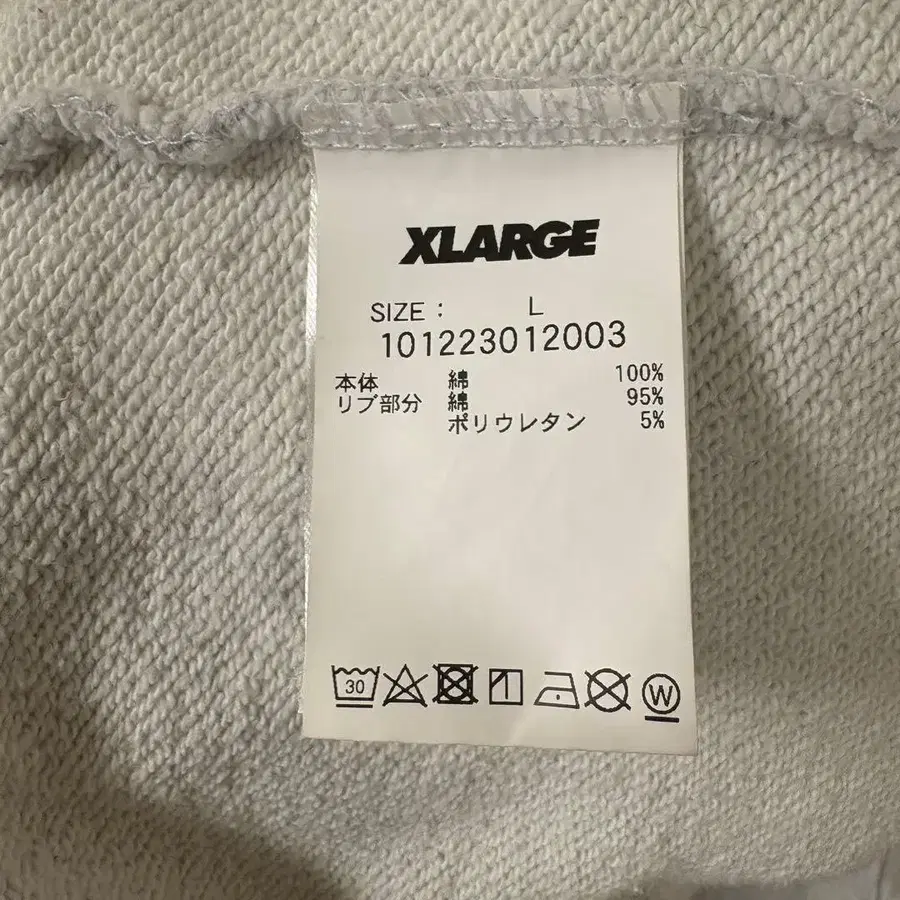 XLARGE
SIZE : L
101223012003
本体 綿 100%
リブ部分 綿 95%
ポリウレタン 5%
30
W